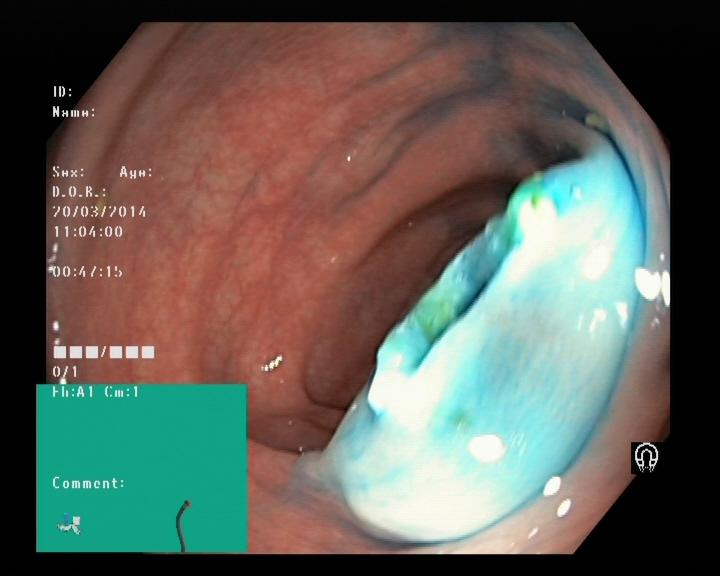 ID:
Name:
Sex: Age:
D.O.B.:
20/03/2014
11:04:00
00:47:15
■■■/■■■
0/1
Eh:A1 Cm:1
Comment: